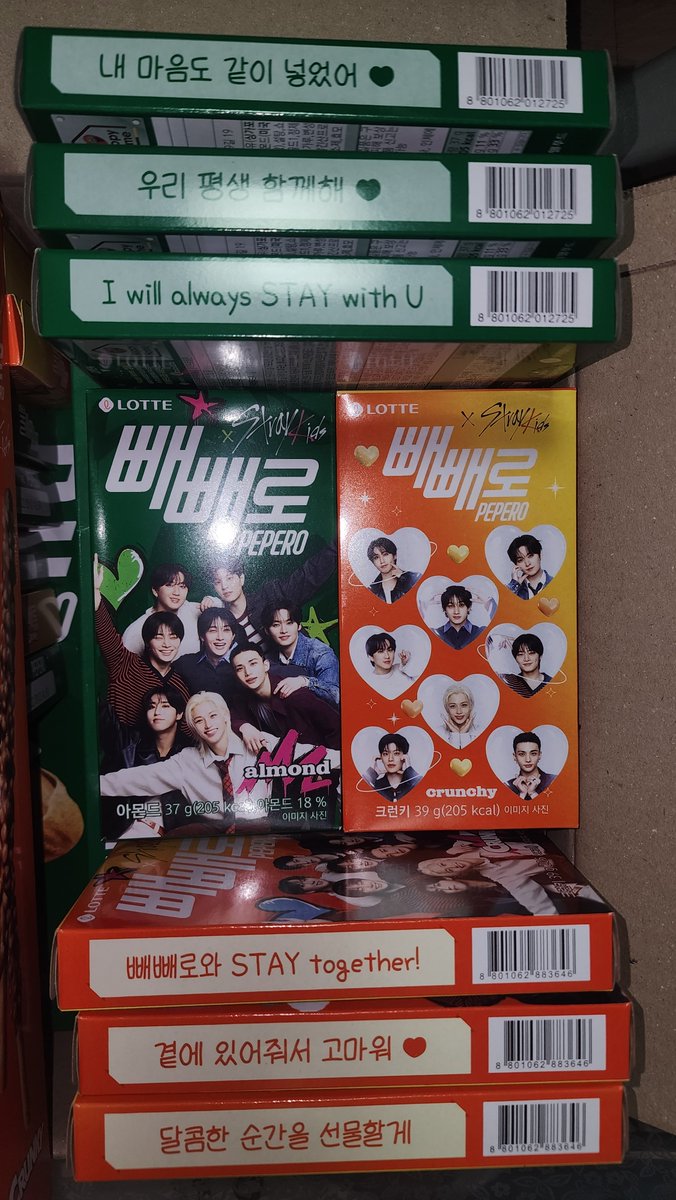 내 마음도 같이 넣었어 ♥
8 801062 012725
우리 평생 함께해 ♥
8 801062 012725
I will always STAY with U
8 801062 012725
LOTTE
x Stray Kids
빼빼로
PEPERO
almond
아몬드 37 g(205 kcal) 아몬드 18 %
이미지 사진
LOTTE
x Stray Kids
빼빼로
PEPERO
crunchy
크런키 39 g(205 kcal) 이미지 사진
LOTTE
빼빼로
PEPERO
빼빼로와 STAY together!
8 801062 883646
곁에 있어줘서 고마워 ♥
8 801062 883646
달콤한 순간을 선물할게
8 801062 883646